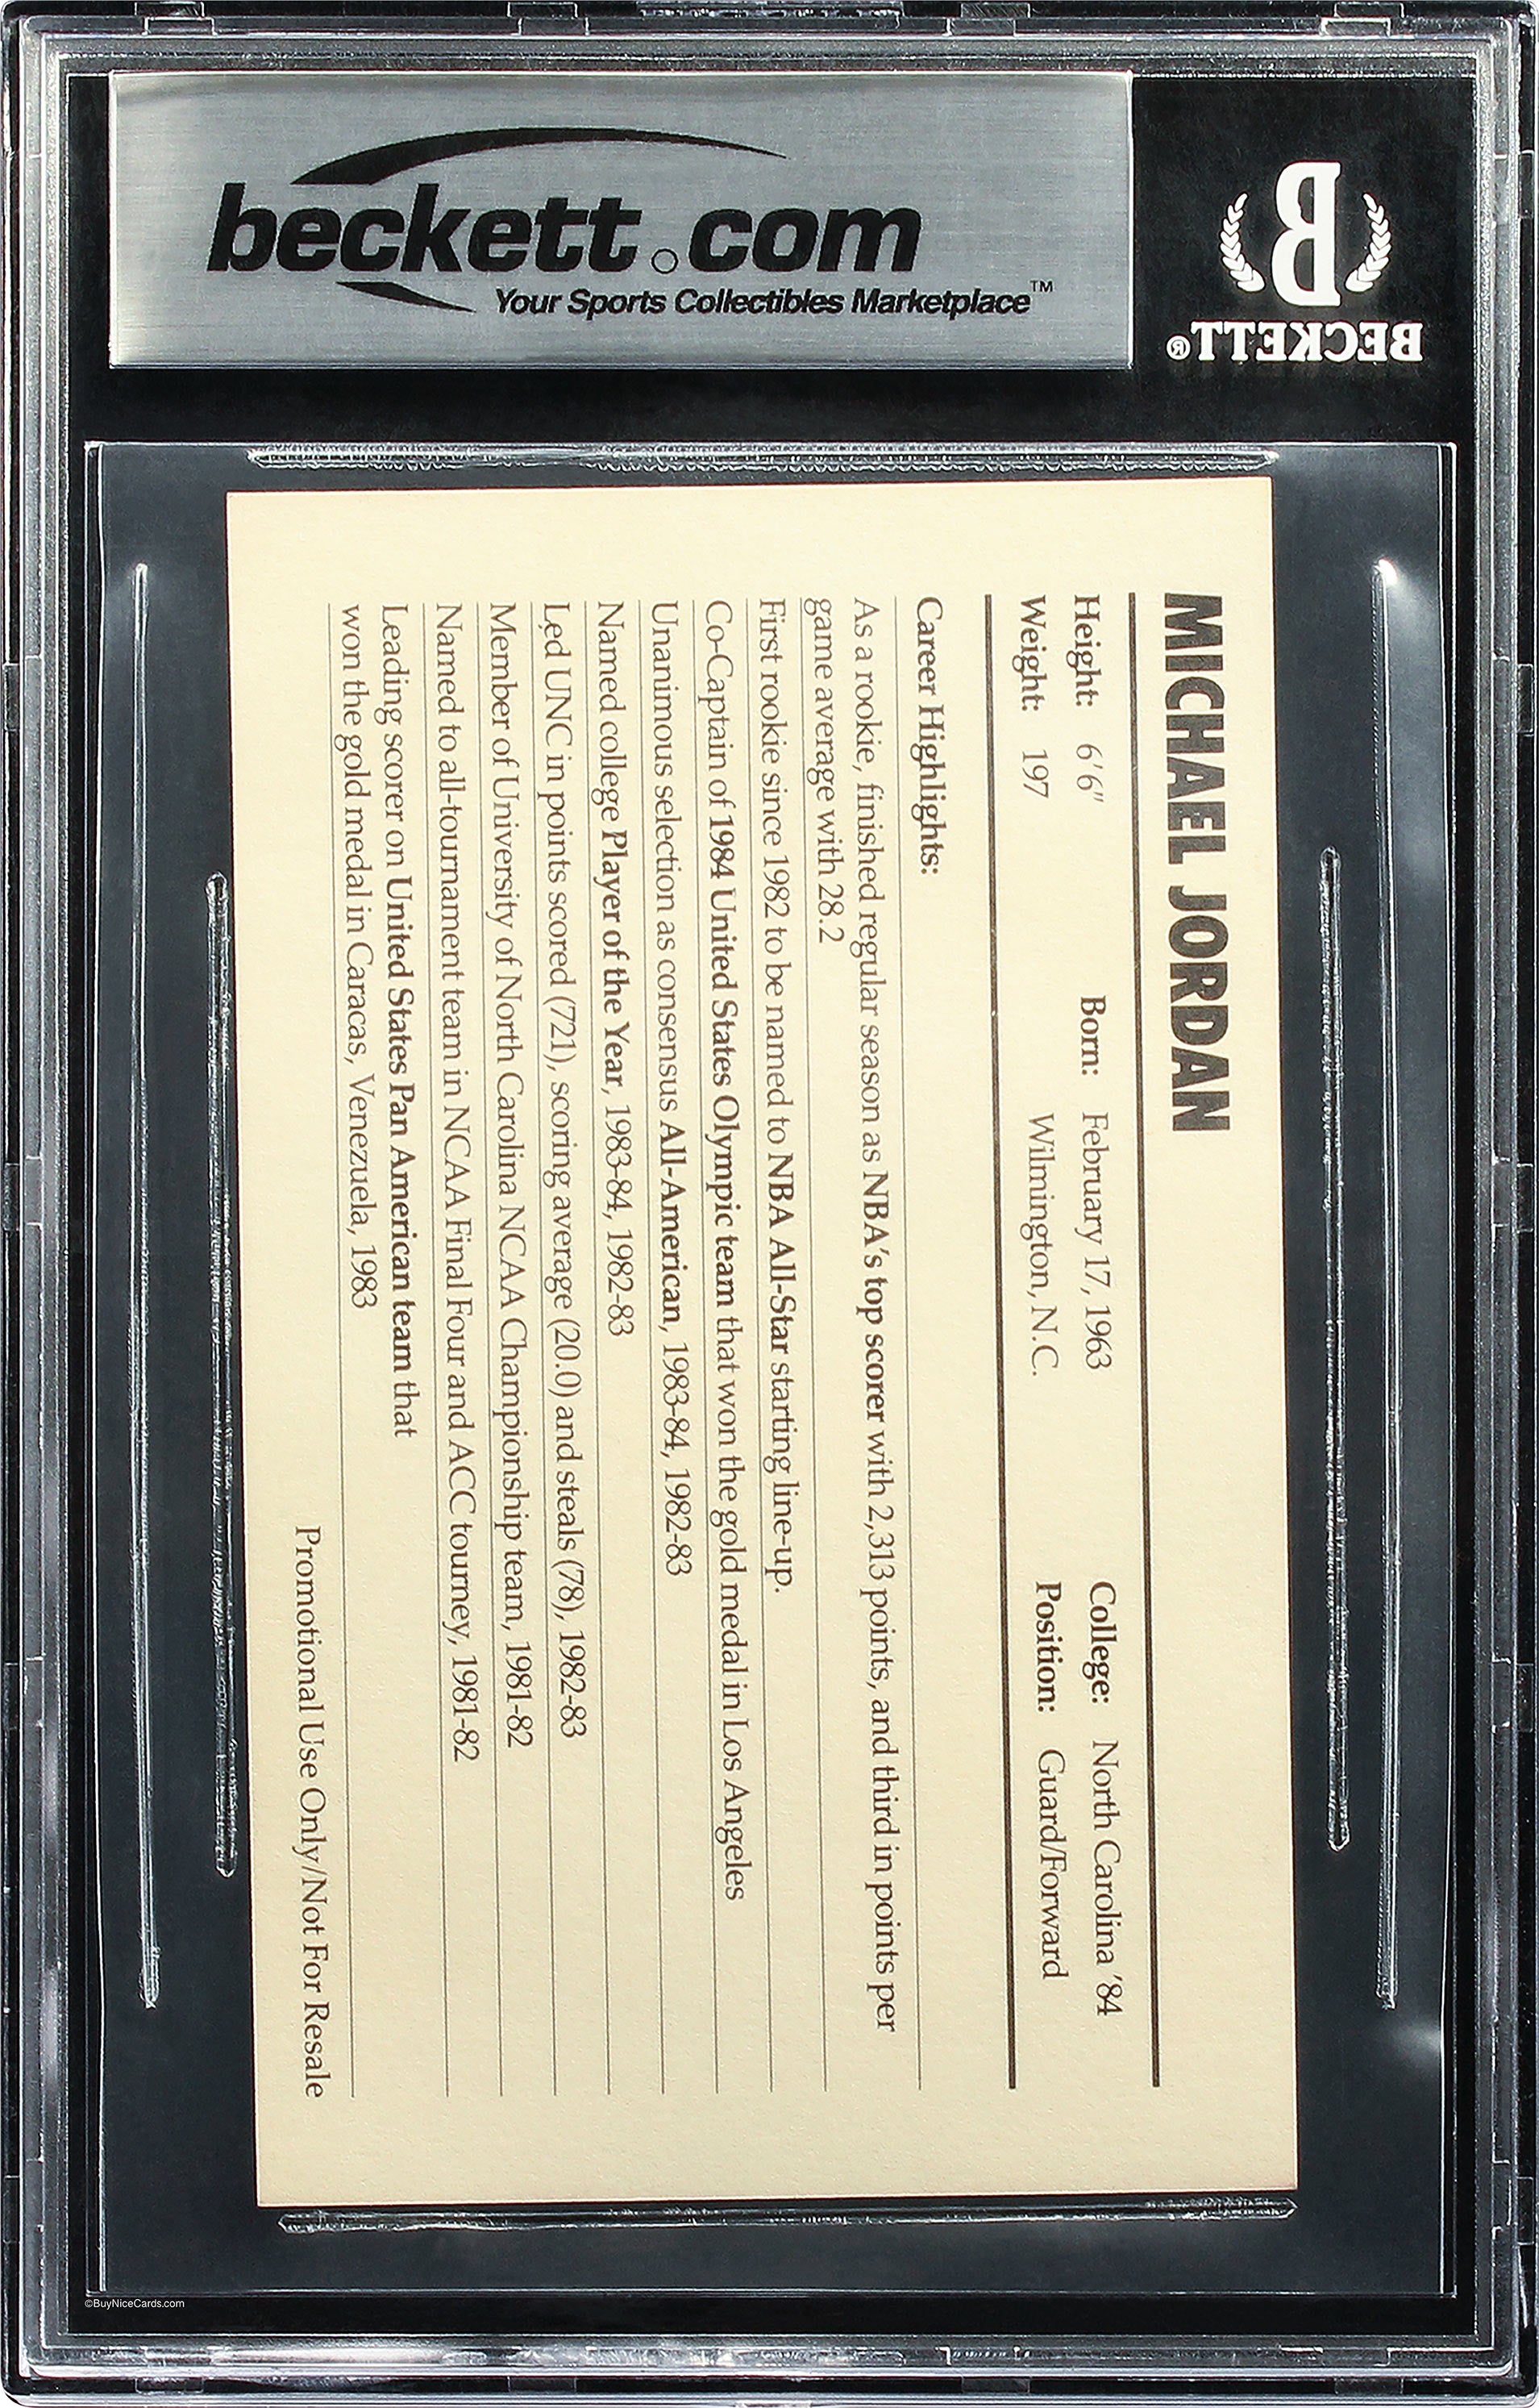 beckett.com
Your Sports Collectibles Marketplace™
B
BECKETT®
MICHAEL JORDAN
Height: 6'6" Born: February 17, 1963 College: North Carolina '84
Weight: 197 Wilmington, N.C. Position: Guard/Forward
Career Highlights:
As a rookie, finished regular season as NBA's top scorer with 2,313 points, and third in points per
game average with 28.2
First rookie since 1982 to be named to NBA All-Star starting line-up.
Co-Captain of 1984 United States Olympic team that won the gold medal in Los Angeles
Unanimous selection as consensus All-American, 1983-84, 1982-83
Named college Player of the Year, 1983-84, 1982-83
Led UNC in points scored (721), scoring average (20.0) and steals (78), 1982-83
Member of University of North Carolina NCAA Championship team, 1981-82
Named to all-tournament team in NCAA Final Four and ACC tourney, 1981-82
Leading scorer on United States Pan American team that
won the gold medal in Caracas, Venezuela, 1983
Promotional Use Only/Not For Resale
©BuyNiceCards.com